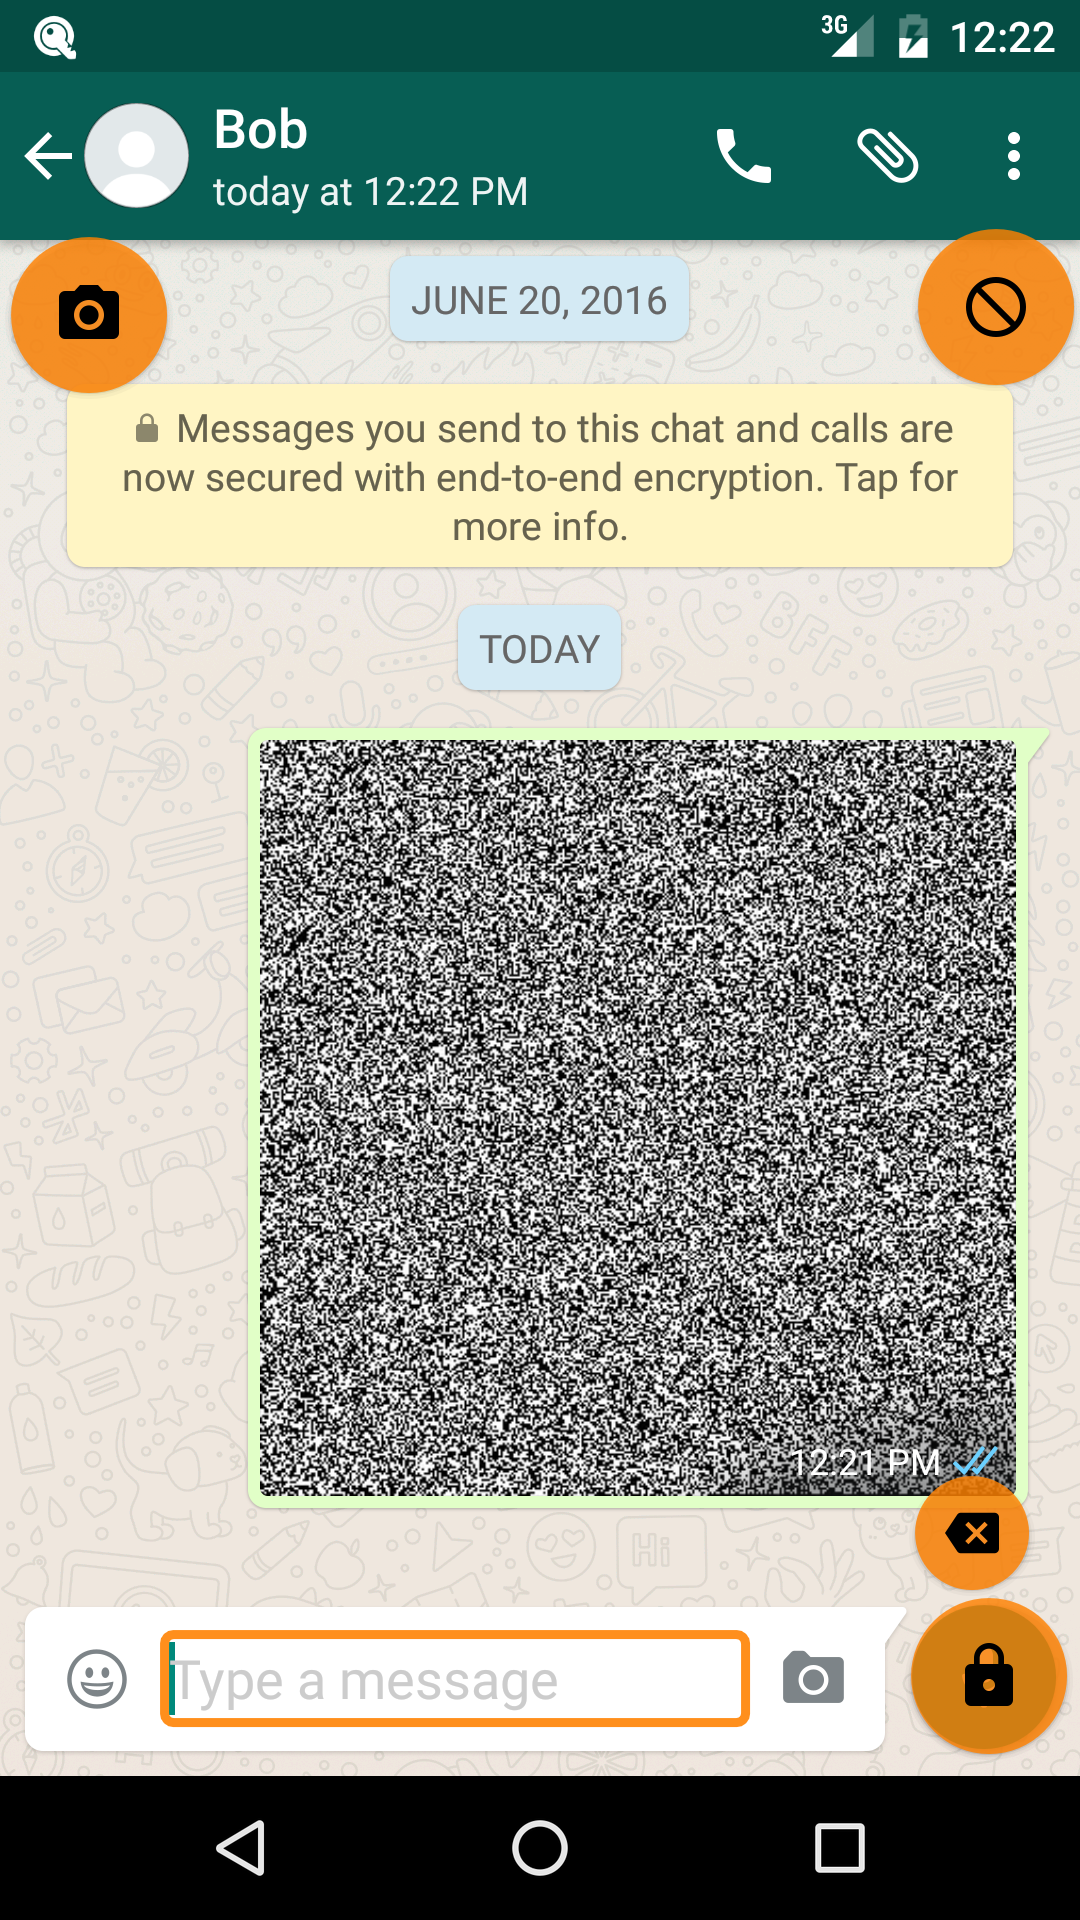 3G 12:22
Bob
today at 12:22 PM
JUNE 20, 2016
Messages you send to this chat and calls are
now secured with end-to-end encryption. Tap for
more info.
TODAY
12:21 PM
Hi
Type a message